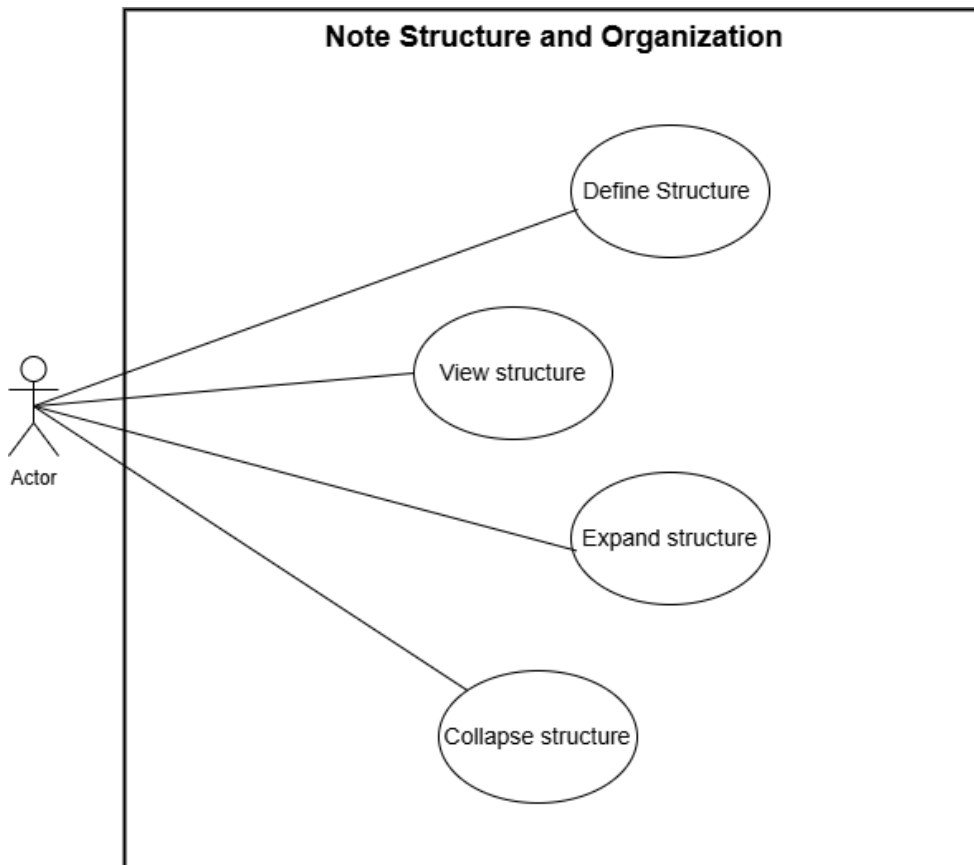 Note Structure and Organization
Define Structure
View structure
Actor
Expand structure
Collapse structure